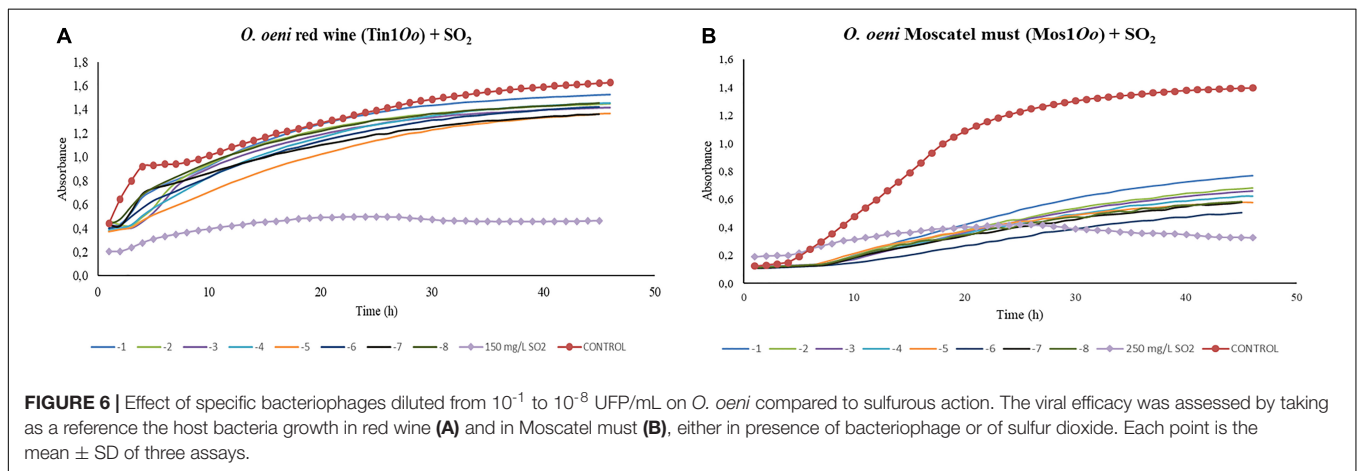 A
O. oeni red wine (Tin1Oo) + SO2
Absorbance
1,8
1,6
1,4
1,2
1,0
0,8
0,6
0,4
0,2
0,0
0 10 20 30 40 50
Time (h)
-1 -2 -3 -4 -5 -6 -7 -8 150 mg/L SO2 CONTROL
B
O. oeni Moscatel must (Mos1Oo) + SO2
Absorbance
1,6
1,4
1,2
1,0
0,8
0,6
0,4
0,2
0,0
0 10 20 30 40 50
Time (h)
-1 -2 -3 -4 -5 -6 -7 -8 250 mg/L SO2 CONTROL
FIGURE 6 | Effect of specific bacteriophages diluted from 10-1 to 10-8 UFP/mL on O. oeni compared to sulfurous action. The viral efficacy was assessed by taking
as a reference the host bacteria growth in red wine (A) and in Moscatel must (B), either in presence of bacteriophage or of sulfur dioxide. Each point is the
mean ± SD of three assays.